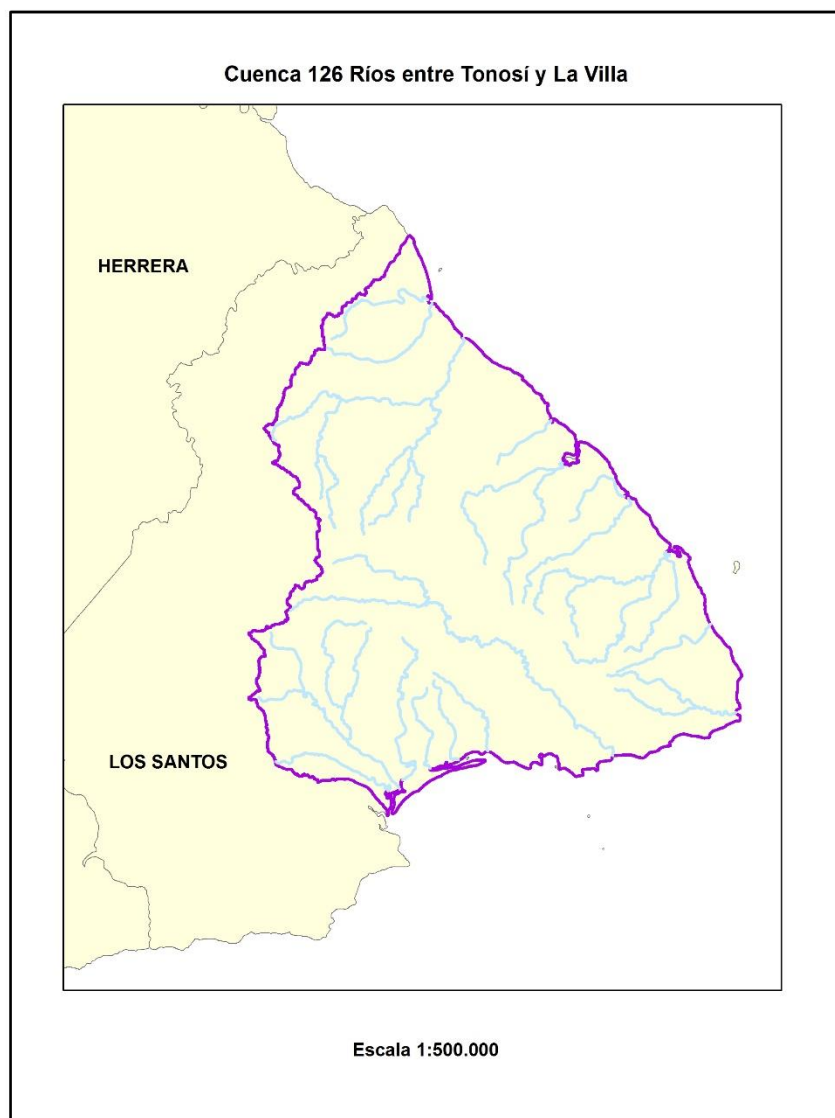 Cuenca 126 Ríos entre Tonosí y La Villa
HERRERA
LOS SANTOS
Escala 1:500.000